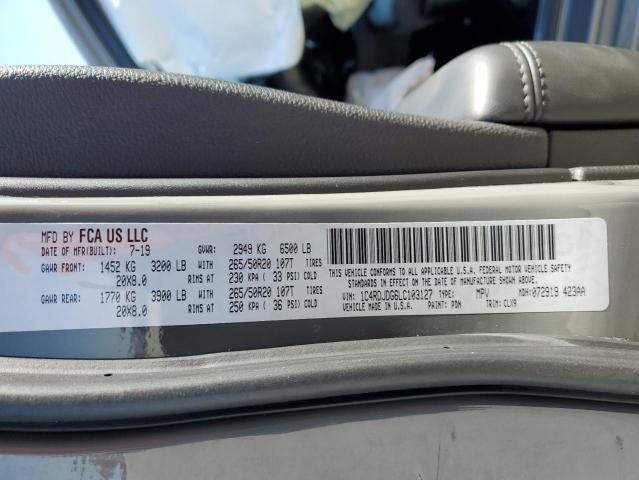 MFD BY FCA US LLC
DATE OF MFR(BUILT): 7-19 GVWR: 2949 KG 6500 LB
GAWR FRONT: 1452 KG 3200 LB WITH 265/50R20 107T TIRES
20X8.0 RIMS AT 230 KPA ( 33 PSI) COLD
GAWR REAR: 1770 KG 3900 LB WITH 265/50R20 107T TIRES
20X8.0 RIMS AT 250 KPA ( 36 PSI) COLD
THIS VEHICLE CONFORMS TO ALL APPLICABLE U.S.A. FEDERAL MOTOR VEHICLE SAFETY
STANDARDS IN EFFECT ON THE DATE OF MANUFACTURE SHOWN ABOVE.
VIN: 1C4RDJDG6LC103127 TYPE: MPV MDH: 072919 423AA
VEHICLE MADE IN U.S.A. PAINT: PDN TRIM: CLX9